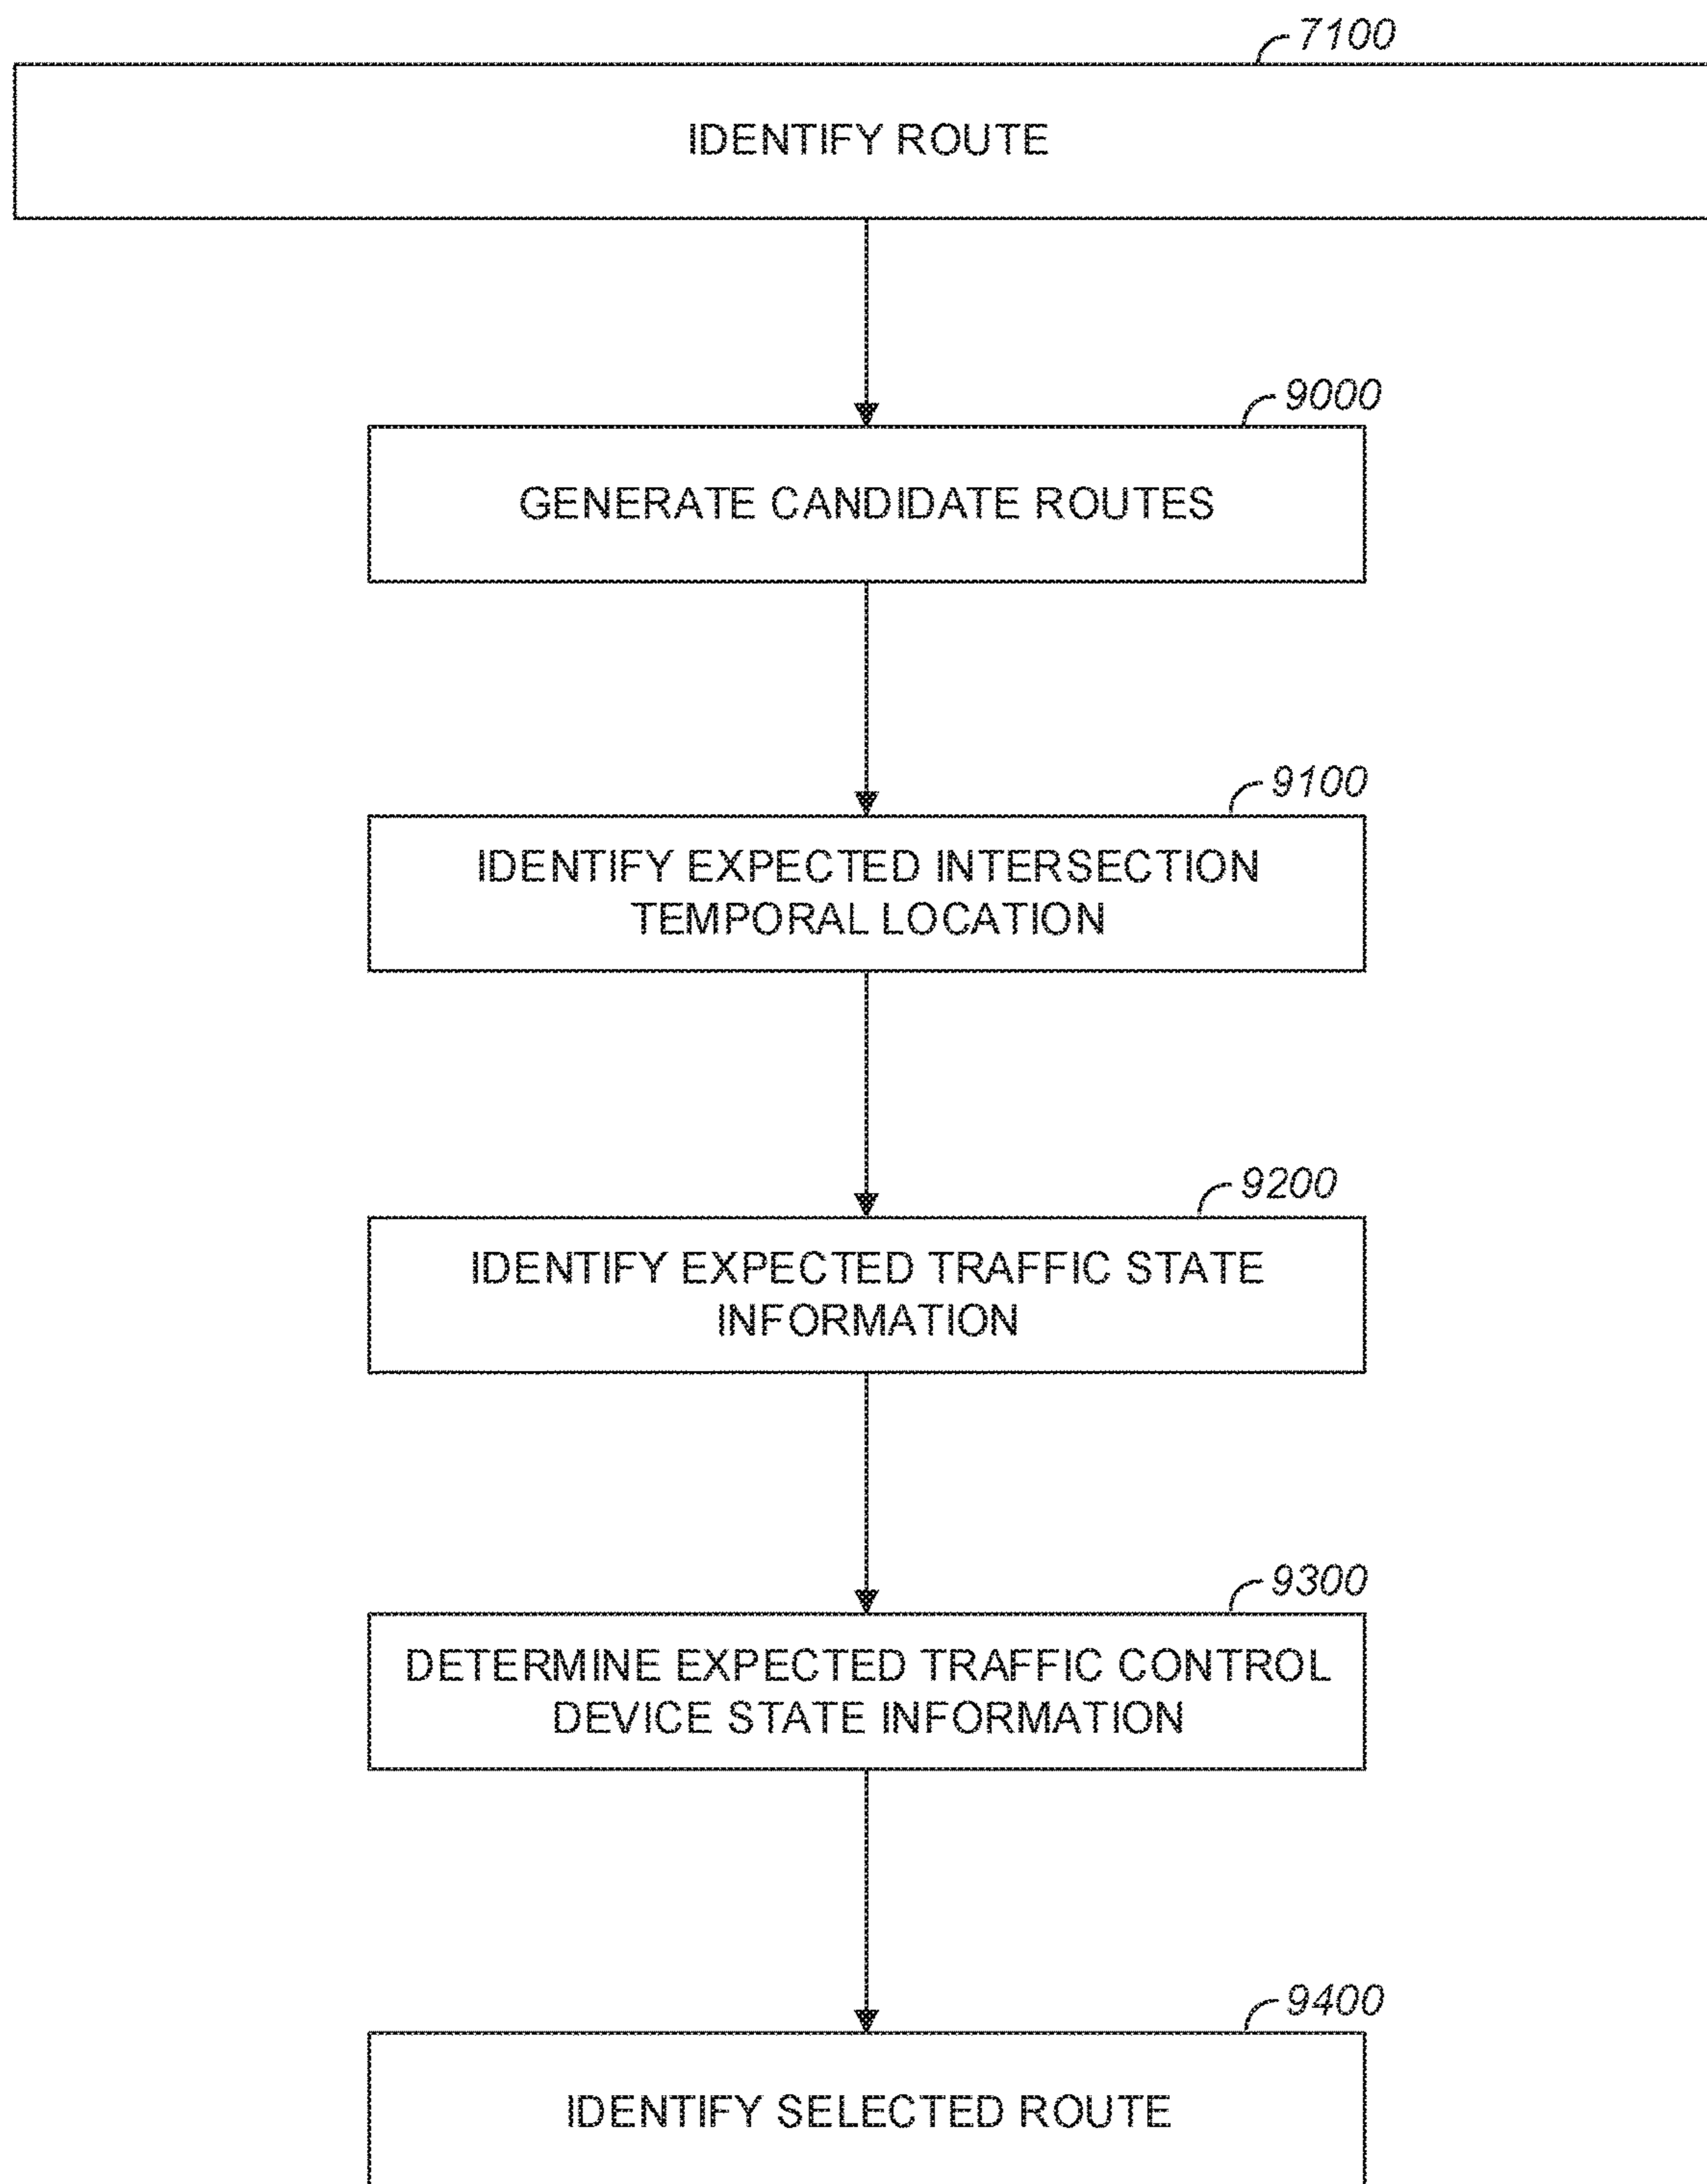 7100
IDENTIFY ROUTE
9000
GENERATE CANDIDATE ROUTES
9100
IDENTIFY EXPECTED INTERSECTION
TEMPORAL LOCATION
9200
IDENTIFY EXPECTED TRAFFIC STATE
INFORMATION
9300
DETERMINE EXPECTED TRAFFIC CONTROL
DEVICE STATE INFORMATION
9400
IDENTIFY SELECTED ROUTE